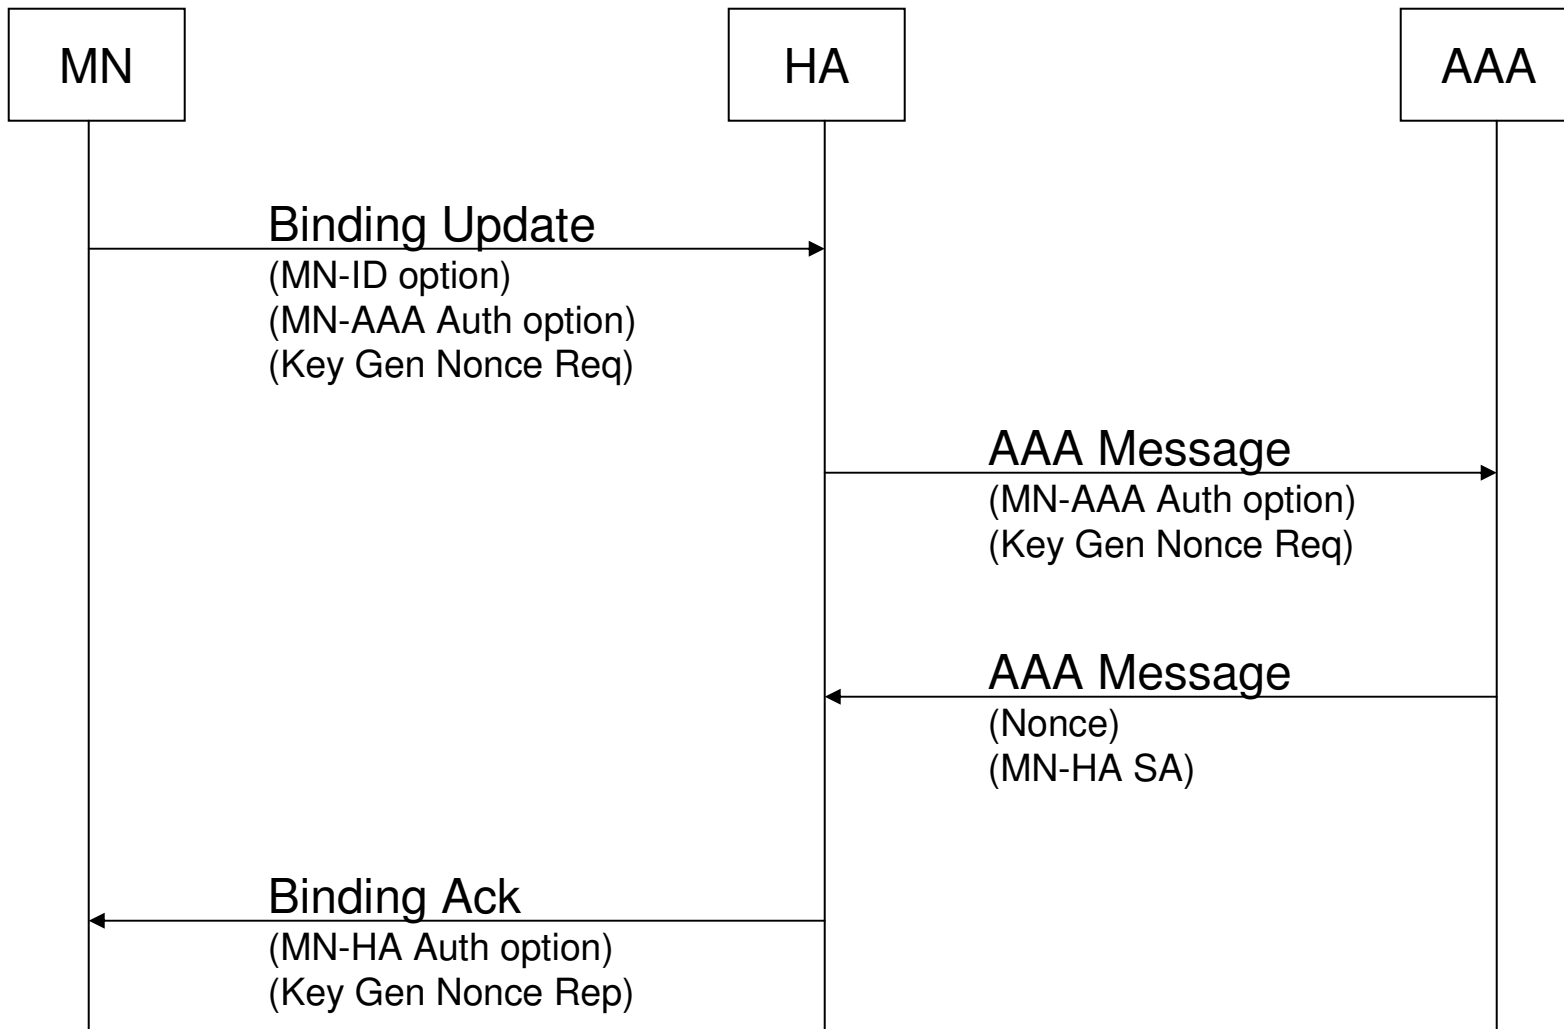 MN
HA
AAA
Binding Update
(MN-ID option)
(MN-AAA Auth option)
(Key Gen Nonce Req)
AAA Message
(MN-AAA Auth option)
(Key Gen Nonce Req)
AAA Message
(Nonce)
(MN-HA SA)
Binding Ack
(MN-HA Auth option)
(Key Gen Nonce Rep)